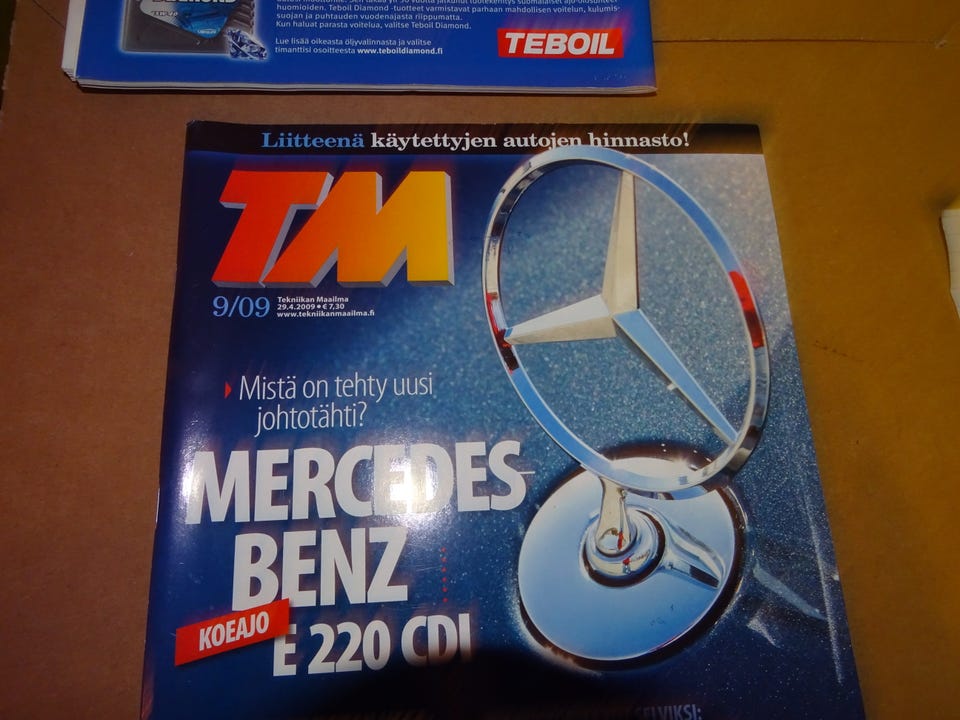 huomioiden. Teboil Diamond -tuotteet varmistavat parhaan mahdollisen voitelun, kulumis-
suojan ja puhtauden vuodenajasta riippumatta.
Kun haluat parasta voitelua, valitse Teboil Diamond.
Lue lisää oikeasta öljyvalinnasta ja valitse
timanttisi osoitteesta www.teboildiamond.fi
TEBOIL
Liitteenä käytettyjen autojen hinnasto!
TM
9/09
Tekniikan Maailma
29.4.2009 • € 7,30
www.tekniikanmaailma.fi
Mistä on tehty uusi
johtotähti?
MERCEDES
BENZ
KOEAJO
E 220 CDI
SELVIKSI: